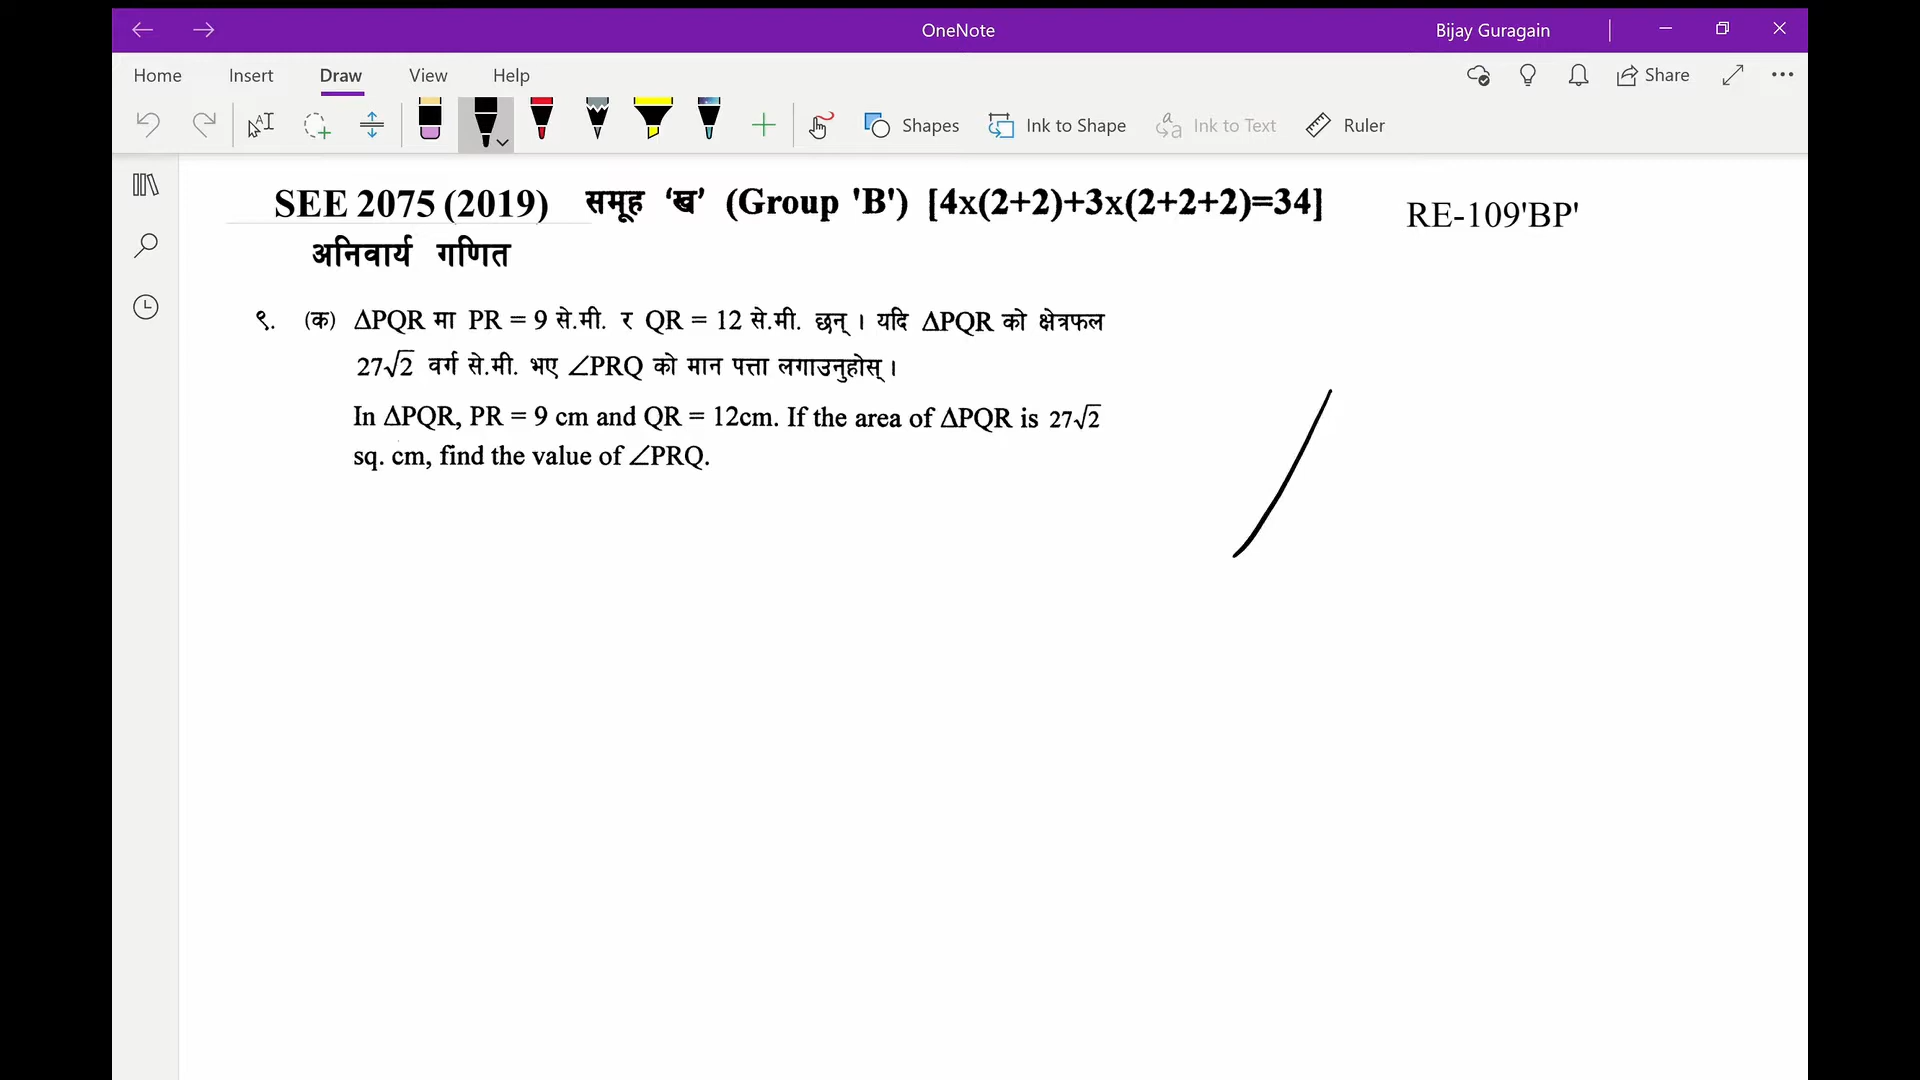 OneNote
Bijay Guragain
Home Insert Draw View Help
Share
Shapes Ink to Shape Ink to Text Ruler
SEE 2075 (2019) समूह ‘ख’ (Group 'B') [4x(2+2)+3x(2+2+2)=34] RE-109'BP'
अनिवार्य गणित
९. (क) ΔPQR मा PR = 9 से.मी. र QR = 12 से.मी. छन् । यदि ΔPQR को क्षेत्रफल
27√2 वर्ग से.मी. भए ∠PRQ को मान पत्ता लगाउनुहोस् ।
In ΔPQR, PR = 9 cm and QR = 12cm. If the area of ΔPQR is 27√2
sq. cm, find the value of ∠PRQ.